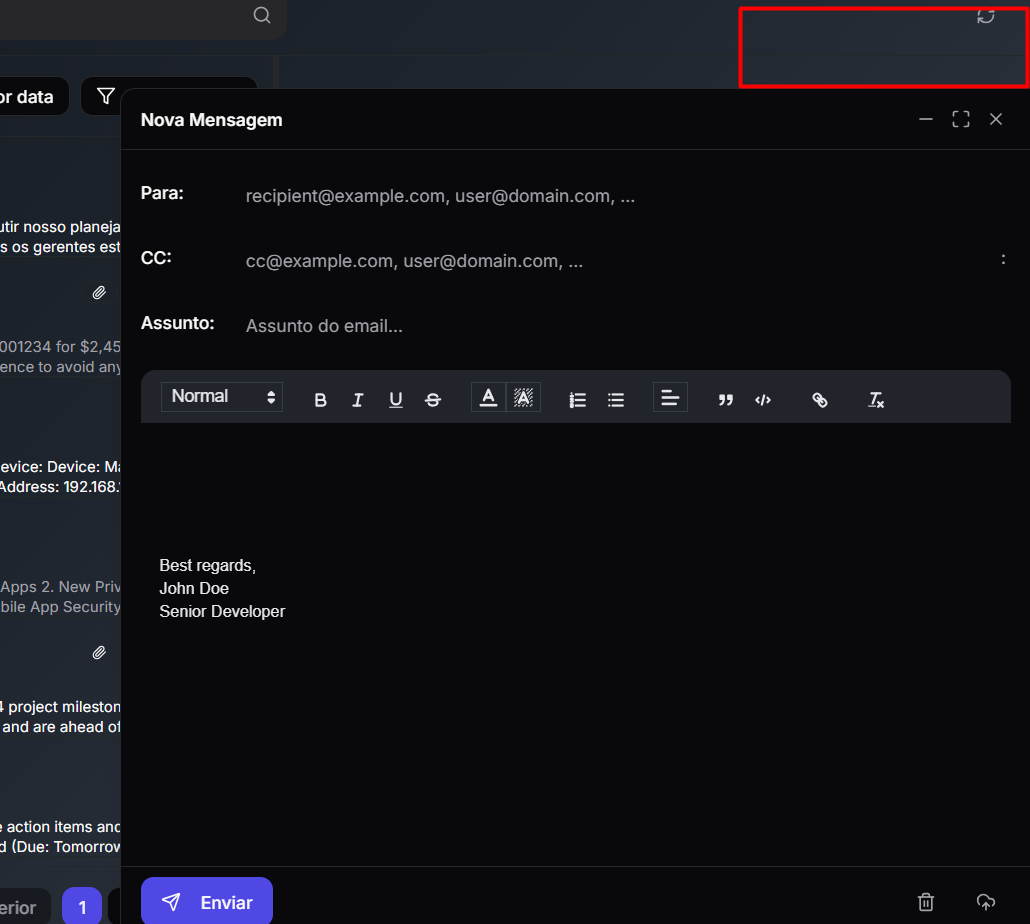 or data
Nova Mensagem
Para:
recipient@example.com, user@domain.com, ...
utir nosso planeja
s os gerentes est
CC:
cc@example.com, user@domain.com, ...
:
Assunto:
Assunto do email...
001234 for $2,45
ence to avoid any
Normal
B I U S A A
evice: Device: Ma
Address: 192.168.
Best regards,
John Doe
Senior Developer
Apps 2. New Priv
bile App Security
4 project mileston
and are ahead of
e action items and
d (Due: Tomorrow
erior
1
Enviar